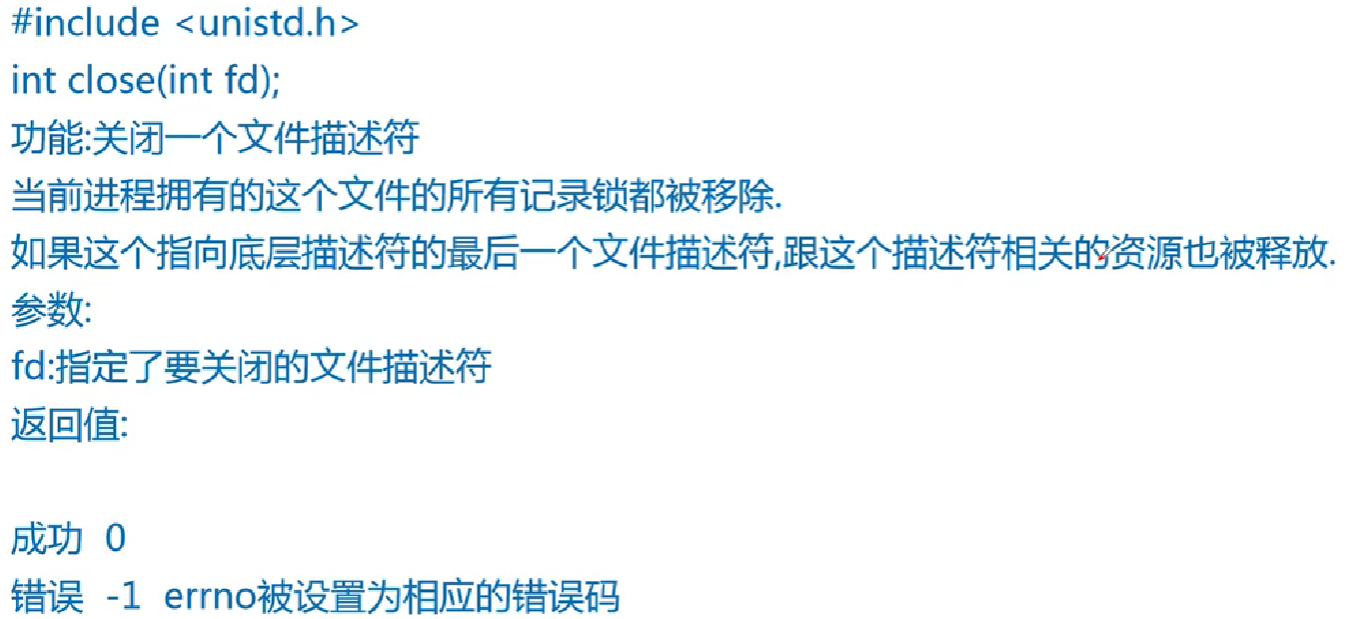 #include <unistd.h>
int close(int fd);
功能:关闭一个文件描述符
当前进程拥有的这个文件的所有记录锁都被移除.
如果这个指向底层描述符的最后一个文件描述符,跟这个描述符相关的资源也被释放.
参数:
fd:指定了要关闭的文件描述符
返回值:
成功 0
错误 -1 errno被设置为相应的错误码